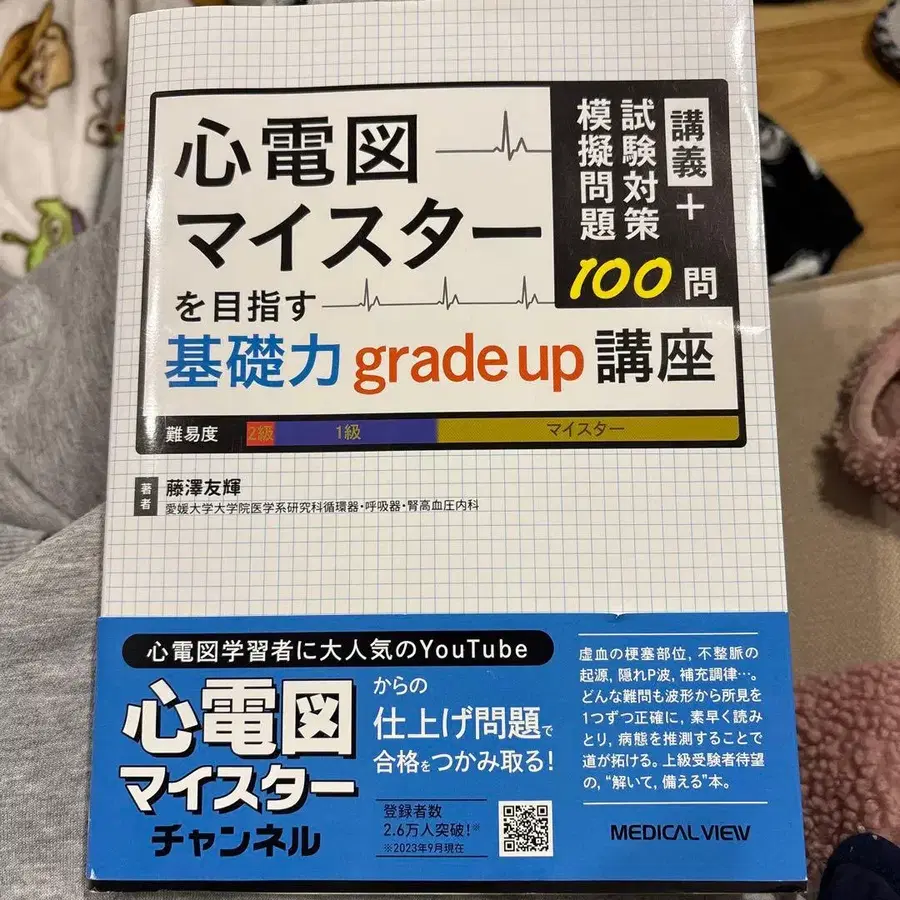 心電図
マイスター
を目指す
基礎力 grade up 講座
講義
+
試験対策
模擬問題
100問
難易度 2級 1級 マイスター
著者
藤澤友輝
愛媛大学大学院医学系研究科循環器・呼吸器・腎高血圧内科
心電図学習者に大人気のYouTube
心電図
マイスター
チャンネル
からの
仕上げ問題で
合格をつかみ取る!
登録者数
2.6万人突破!※
※2023年9月現在
虚血の梗塞部位, 不整脈の
起源, 隠れP波, 補充調律…。
どんな難問も波形から所見を
1つずつ正確に, 素早く読み
とり, 病態を推測することで
道が拓ける。上級受験者待望
の, “解いて, 備える”本。
MEDICAL VIEW